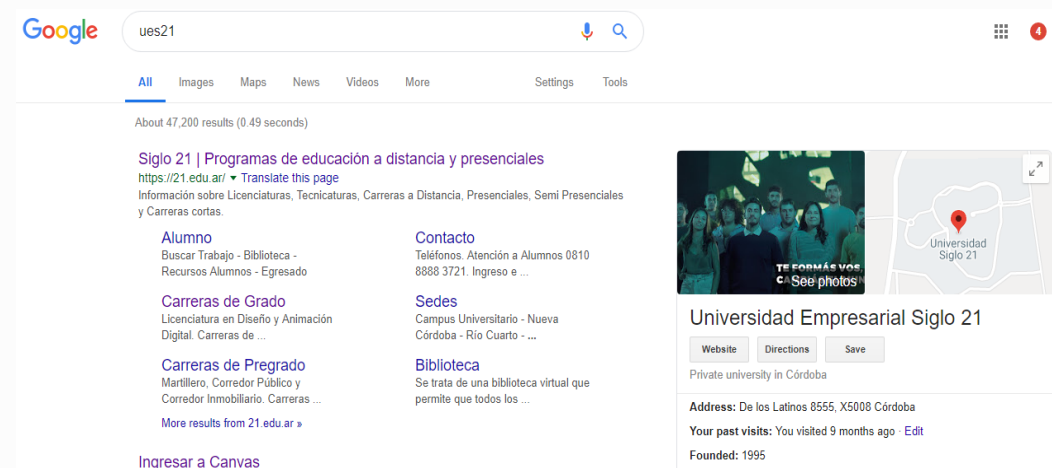 Google
ues21
4
All Images Maps News Videos More Settings Tools
About 47,200 results (0.49 seconds)
Siglo 21 | Programas de educación a distancia y presenciales
https://21.edu.ar/ ▾ Translate this page
Información sobre Licenciaturas, Tecnicaturas, Carreras a Distancia, Presenciales, Semi Presenciales
y Carreras cortas.
Alumno
Buscar Trabajo - Biblioteca -
Recursos Alumnos - Egresado
Contacto
Teléfonos. Atención a Alumnos 0810
8888 3721. Ingreso e ...
Carreras de Grado
Licenciatura en Diseño y Animación
Digital. Carreras de ...
Sedes
Campus Universitario - Nueva
Córdoba - Río Cuarto - ...
Carreras de Pregrado
Martillero, Corredor Público y
Corredor Inmobiliario. Carreras ...
Biblioteca
Se trata de una biblioteca virtual que
permite que todos los ...
More results from 21.edu.ar »
Ingresar a Canvas
TE FORMÁS VOS,
See photos
Universidad
Siglo 21
Universidad Empresarial Siglo 21
Website Directions Save
Private university in Córdoba
Address: De los Latinos 8555, X5008 Córdoba
Your past visits: You visited 9 months ago · Edit
Founded: 1995